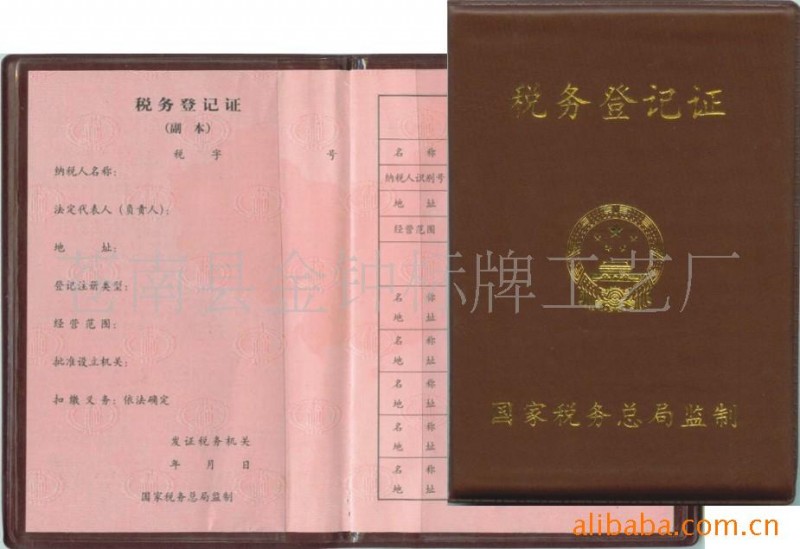 税务登记证
(副 本)
税 字 号
纳税人名称：
法定代表人（负责人）：
地 址：
登记注册类型：
经营范围：
批准设立机关：
扣缴义务：依法确定
发证税务机关
年 月 日
国家税务总局监制
名 称
纳税人识别号
地 址
经营范围
名 称
地 址
名 称
地 址
名 称
地 址
名 称
地 址
名 称
地 址
税务登记证
国家税务总局监制
苍南县金钟标牌工艺厂
alibaba.com.cn